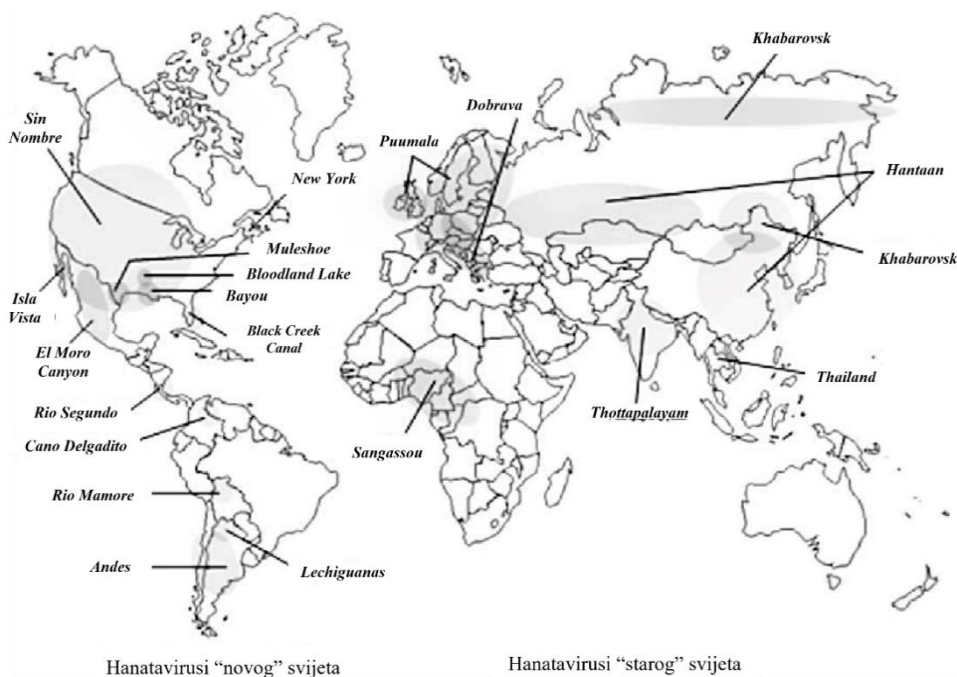 Khabarovsk
Sin
Nombre
Dobrava
Puumala
New York
Hantaan
Muleshoe
Bloodland Lake
Khabarovsk
Bayou
Isla
Vista
Black Creek
Canal
El Moro
Canyon
Thailand
Rio Segundo
Thottapalayam
Cano Delgadito
Sangassou
Rio Mamore
Andes
Lechiguanas
Hanatavirusi “novog” svijeta
Hanatavirusi “starog” svijeta